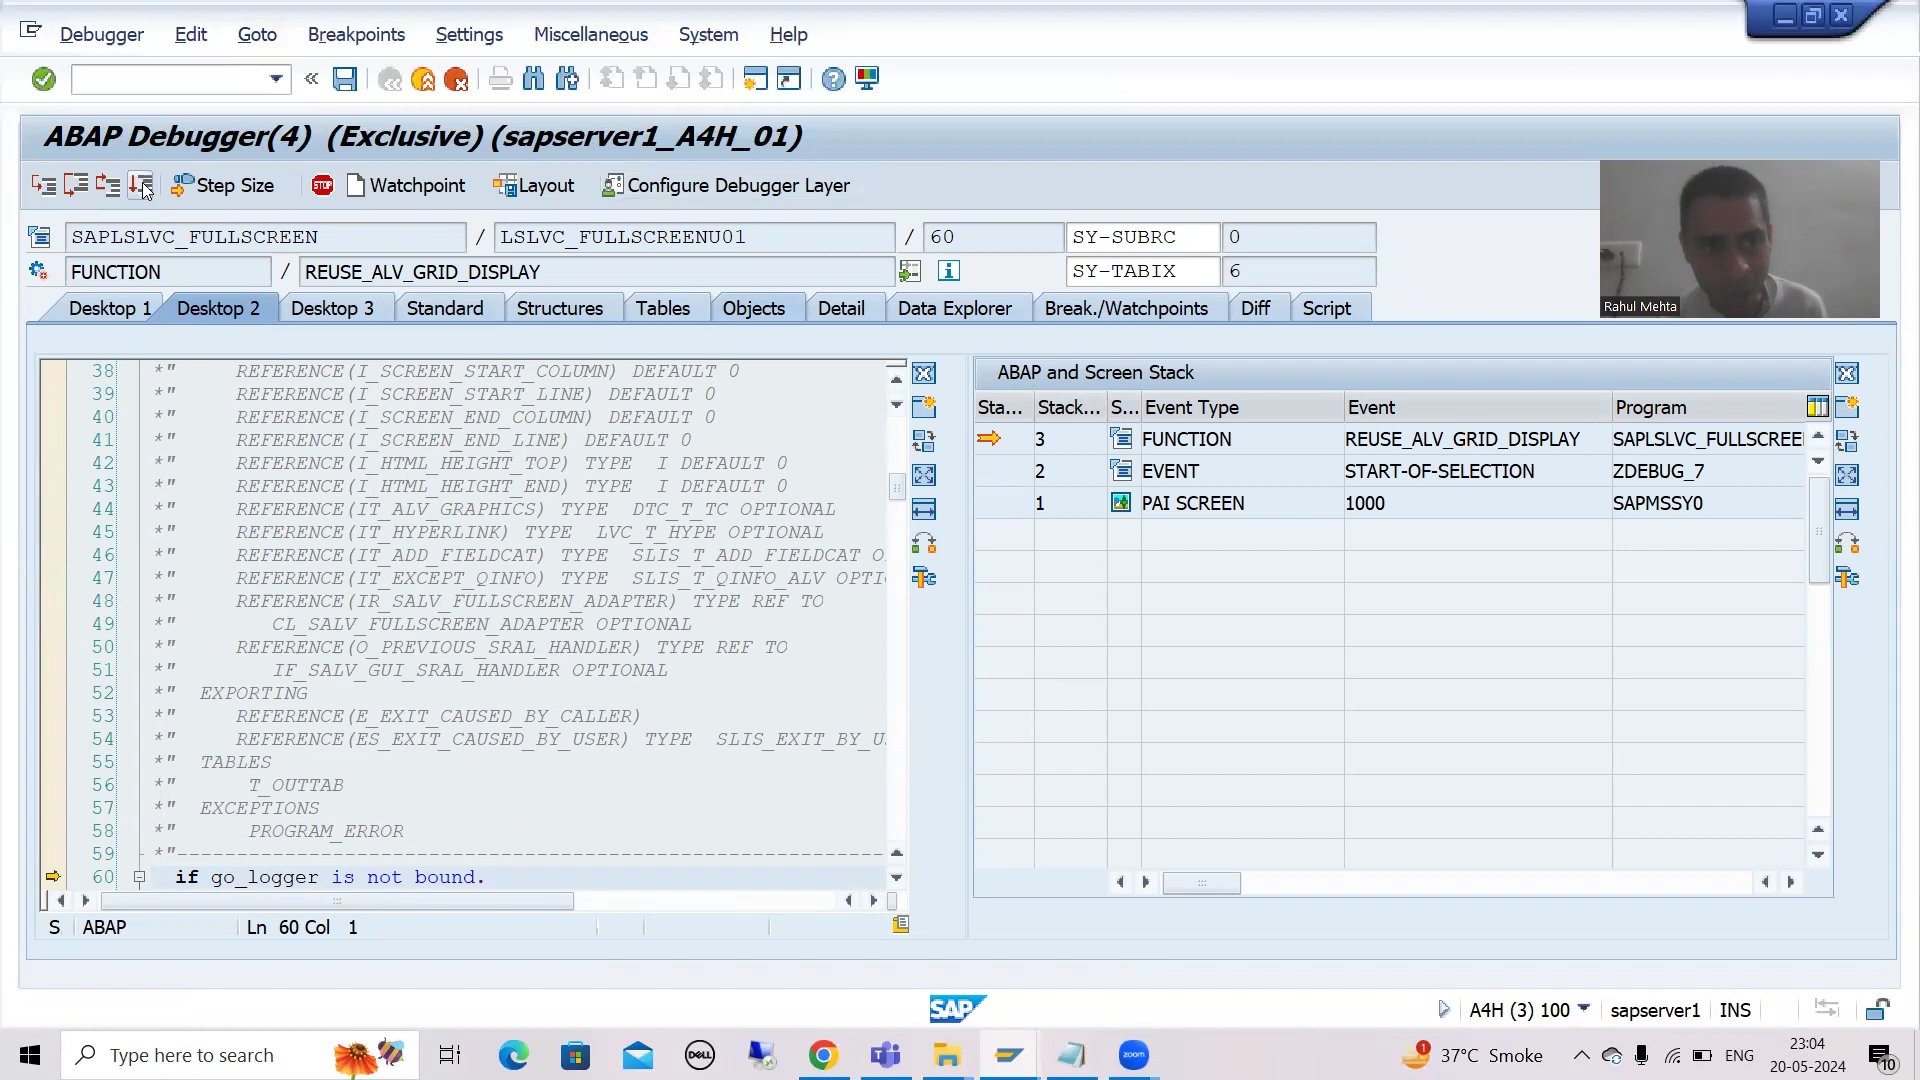 Debugger Edit Goto Breakpoints Settings Miscellaneous System Help
ABAP Debugger(4) (Exclusive) (sapserver1_A4H_01)
Step Size STOP Watchpoint Layout Configure Debugger Layer
SAPLSLVC_FULLSCREEN / LSLVC_FULLSCREENU01 / 60 SY-SUBRC 0
FUNCTION / REUSE_ALV_GRID_DISPLAY SY-TABIX 6
Rahul Mehta
Desktop 1 Desktop 2 Desktop 3 Standard Structures Tables Objects Detail Data Explorer Break./Watchpoints Diff Script
38 *" REFERENCE(I_SCREEN_START_COLUMN) DEFAULT 0
39 *" REFERENCE(I_SCREEN_START_LINE) DEFAULT 0
40 *" REFERENCE(I_SCREEN_END_COLUMN) DEFAULT 0
41 *" REFERENCE(I_SCREEN_END_LINE) DEFAULT 0
42 *" REFERENCE(I_HTML_HEIGHT_TOP) TYPE I DEFAULT 0
43 *" REFERENCE(I_HTML_HEIGHT_END) TYPE I DEFAULT 0
44 *" REFERENCE(IT_ALV_GRAPHICS) TYPE DTC_T_TC OPTIONAL
45 *" REFERENCE(IT_HYPERLINK) TYPE LVC_T_HYPE OPTIONAL
46 *" REFERENCE(IT_ADD_FIELDCAT) TYPE SLIS_T_ADD_FIELDCAT O
47 *" REFERENCE(IT_EXCEPT_QINFO) TYPE SLIS_T_QINFO_ALV OPTI
48 *" REFERENCE(IR_SALV_FULLSCREEN_ADAPTER) TYPE REF TO
49 *" CL_SALV_FULLSCREEN_ADAPTER OPTIONAL
50 *" REFERENCE(O_PREVIOUS_SRAL_HANDLER) TYPE REF TO
51 *" IF_SALV_GUI_SRAL_HANDLER OPTIONAL
52 *" EXPORTING
53 *" REFERENCE(E_EXIT_CAUSED_BY_CALLER)
54 *" REFERENCE(ES_EXIT_CAUSED_BY_USER) TYPE SLIS_EXIT_BY_U
55 *" TABLES
56 *" T_OUTTAB
57 *" EXCEPTIONS
58 *" PROGRAM_ERROR
59 *"----------------------------------------------------------
60 if go_logger is not bound.
S ABAP Ln 60 Col 1
ABAP and Screen Stack
Sta... Stack... S... Event Type Event Program
3 FUNCTION REUSE_ALV_GRID_DISPLAY SAPLSLVC_FULLSCREE
2 EVENT START-OF-SELECTION ZDEBUG_7
1 PAI SCREEN 1000 SAPMSSY0
SAP
A4H (3) 100 sapserver1 INS
Type here to search
DELL
zoom
1
37°C Smoke
ENG
23:04
20-05-2024
10